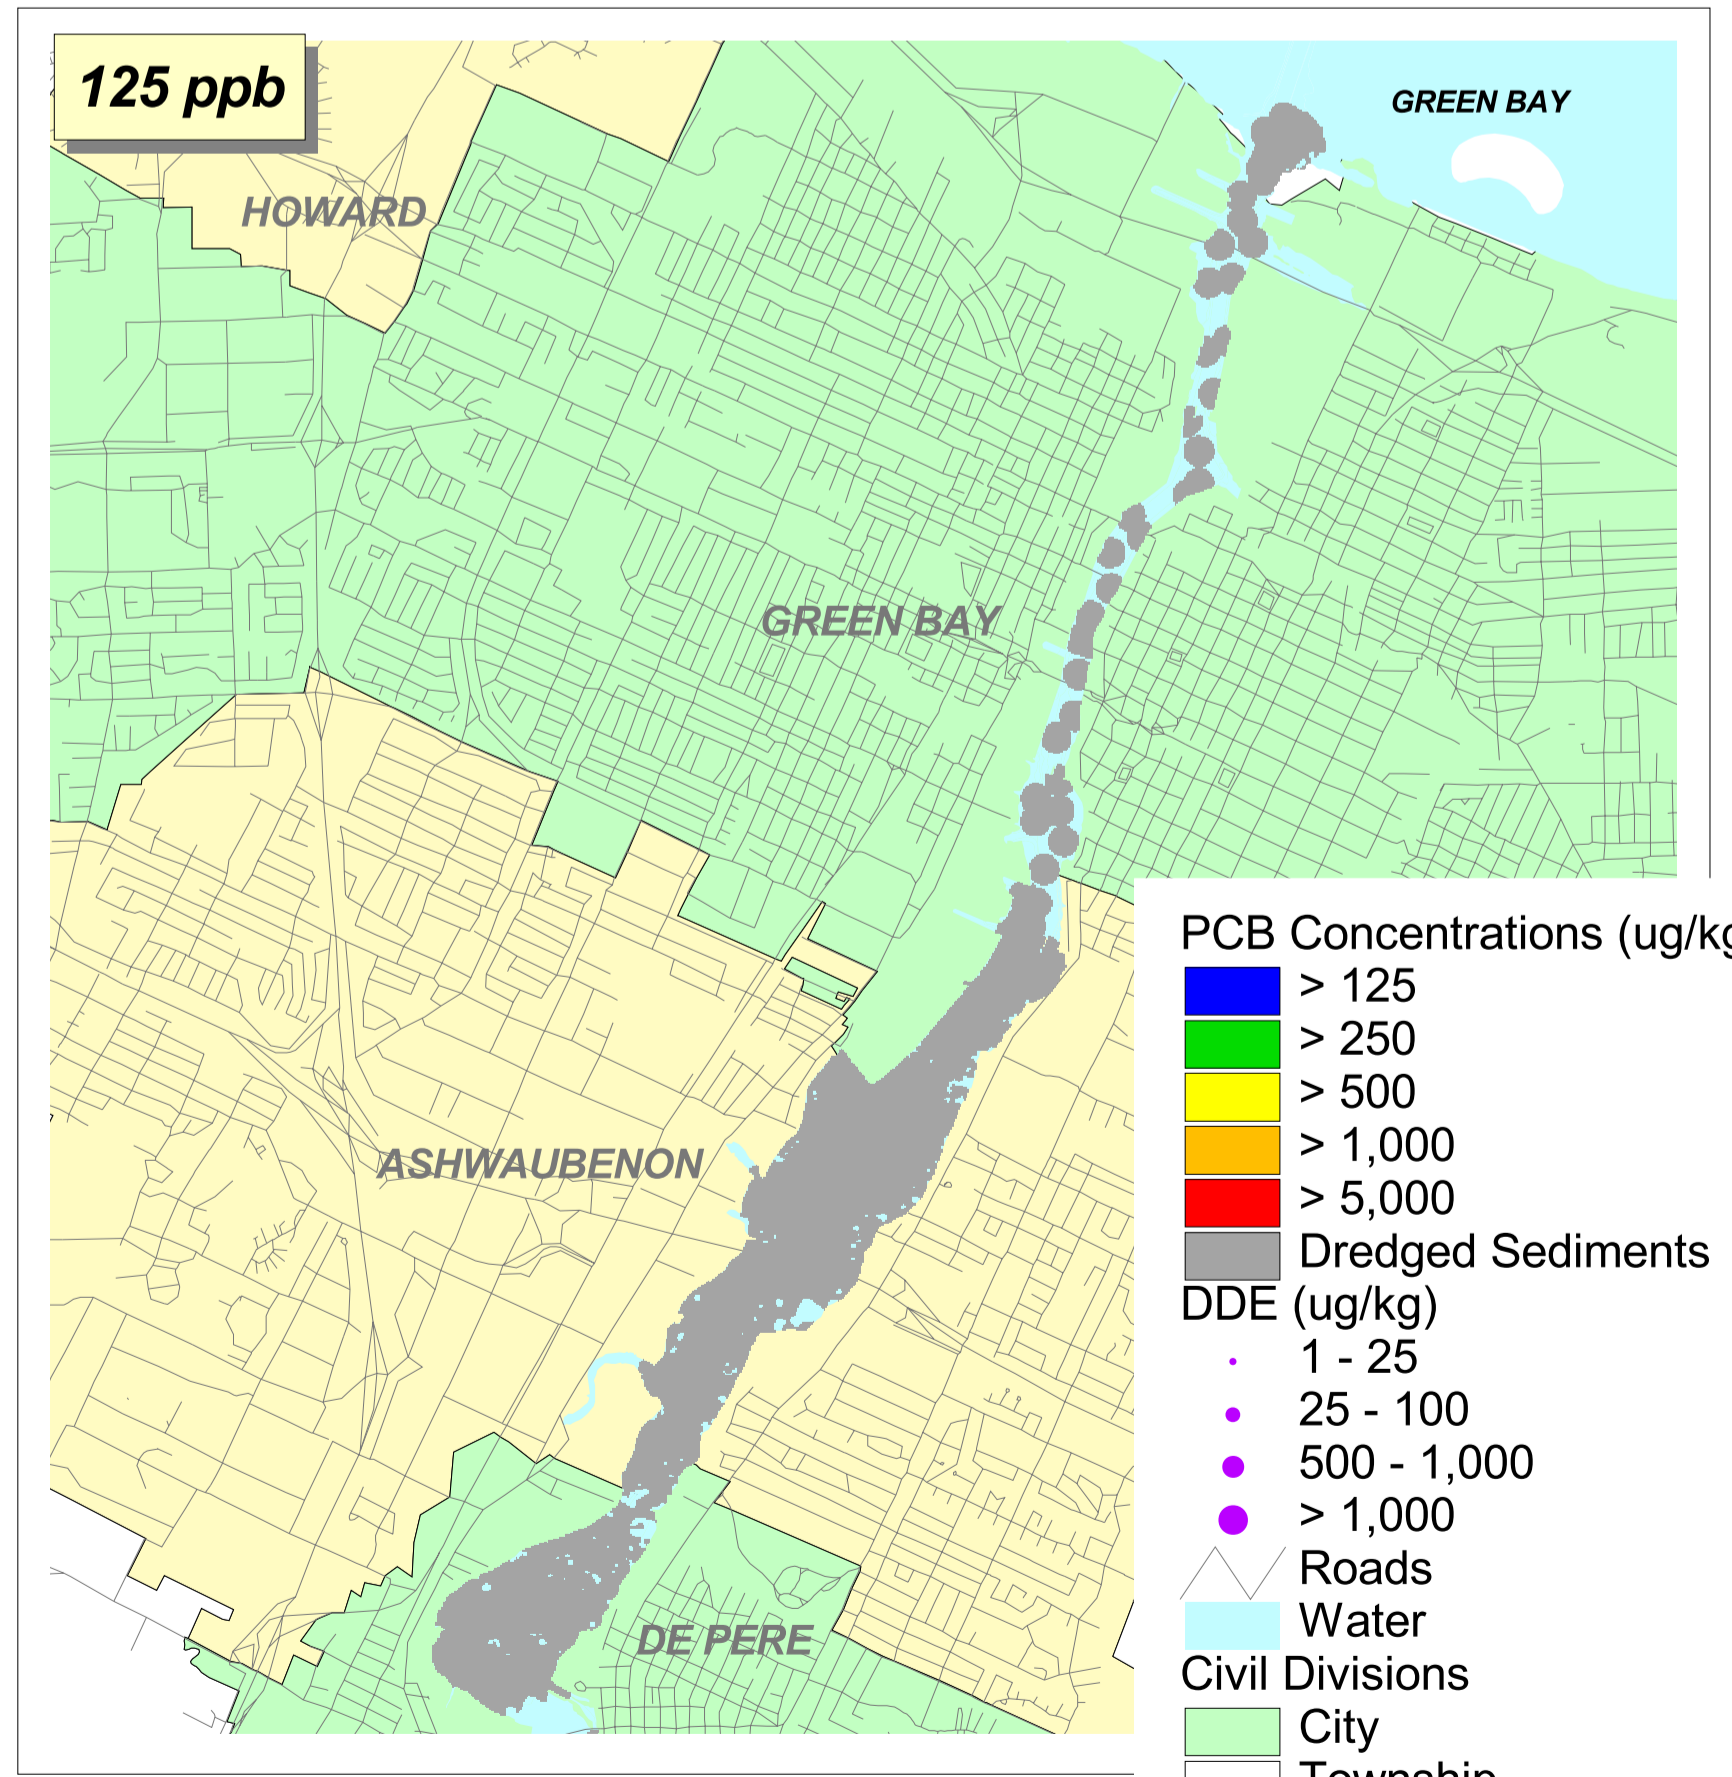 125 ppb
GREEN BAY
HOWARD
GREEN BAY
ASHWAUBENON
DE PERE
PCB Concentrations (ug/kg
> 125
> 250
> 500
> 1,000
> 5,000
Dredged Sediments
DDE (ug/kg)
1 - 25
25 - 100
500 - 1,000
> 1,000
Roads
Water
Civil Divisions
City
Township